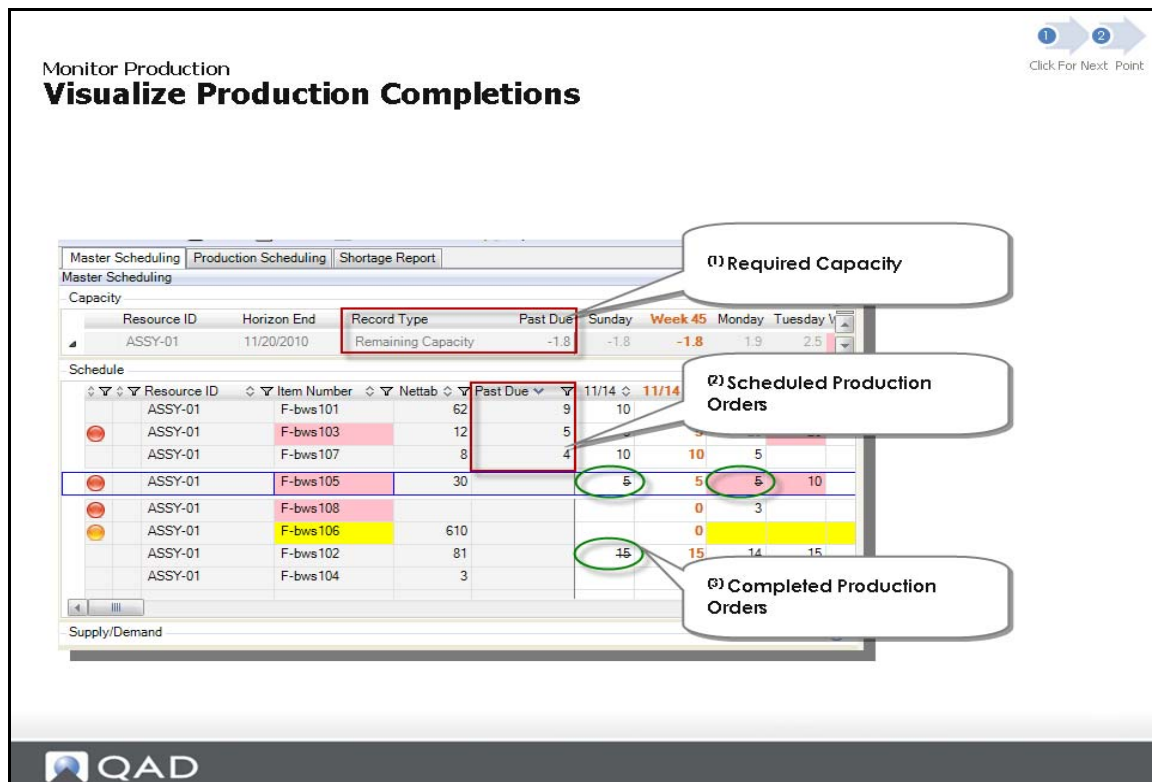 1 2
Click For Next Point
Monitor Production
Visualize Production Completions
Master Scheduling Production Scheduling Shortage Report
Master Scheduling
Capacity
Resource ID Horizon End Record Type Past Due Sunday Week 45 Monday Tuesday
ASSY-01 11/20/2010 Remaining Capacity -1.8 -1.8 -1.8 1.9 2.5
Schedule
Resource ID Item Number Nettab Past Due 11/14 11/14
ASSY-01 F-bws101 62 9 10
ASSY-01 F-bws103 12 5
ASSY-01 F-bws107 8 4 10 10 5
ASSY-01 F-bws105 30 5 5 5 10
ASSY-01 F-bws108 0 3
ASSY-01 F-bws106 610 0
ASSY-01 F-bws102 81 15 15 14 15
ASSY-01 F-bws104 3
Supply/Demand
(1) Required Capacity
(2) Scheduled Production
Orders
(3) Completed Production
Orders
QAD